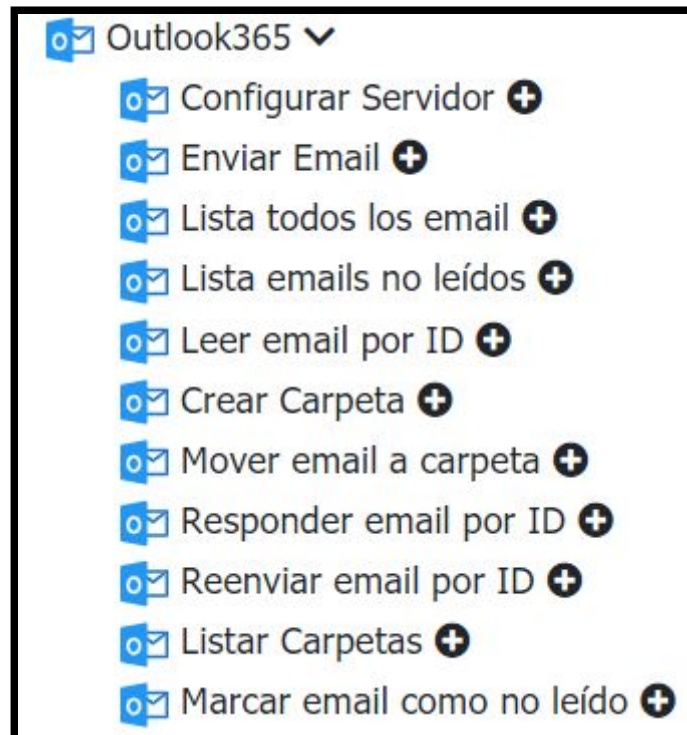 Outlook365
Configurar Servidor
Enviar Email
Lista todos los email
Lista emails no leídos
Leer email por ID
Crear Carpeta
Mover email a carpeta
Responder email por ID
Reenviar email por ID
Listar Carpetas
Marcar email como no leído